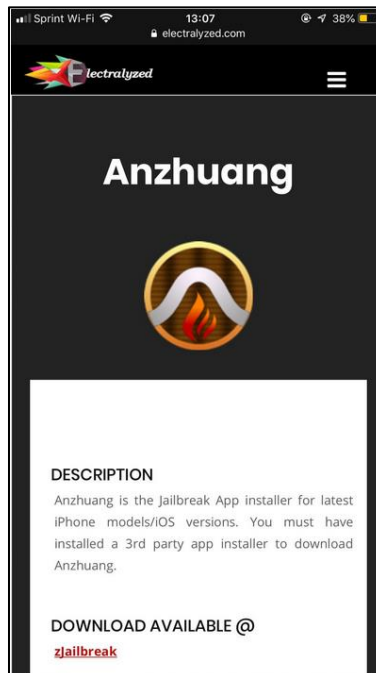 Sprint Wi-Fi 13:07 38%
electralyzed.com
Electralyzed
Anzhuang
DESCRIPTION
Anzhuang is the Jailbreak App installer for latest
iPhone models/iOS versions. You must have
installed a 3rd party app installer to download
Anzhuang.
DOWNLOAD AVAILABLE @
zJailbreak